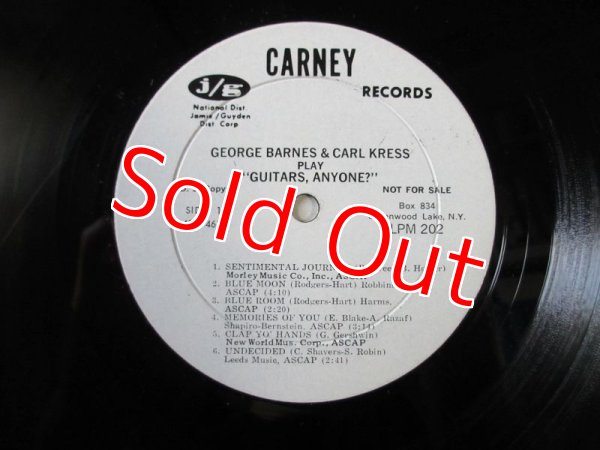 CARNEY
RECORDS
j/g
National Dist.
Jamie/Guyden
Dist Corp
GEORGE BARNES & CARL KRESS
PLAY
"GUITARS, ANYONE?"
NOT FOR SALE
Box 834
Lake, N.Y.
LPM 202
Sold Out
1. SENTIMENTAL
Morley Music Co., Inc., ASCAP
2. BLUE MOON (Rodgers-Hart) Robbins,
ASCAP (4:10)
3. BLUE ROOM (Rodgers-Hart) Harms,
ASCAP (2:20)
4. MEMORIES OF YOU (E. Blake-A. Razaf)
Shapiro-Bernstein, ASCAP (3:14)
5. CLAP YO' HANDS (G. Gershwin)
New World Mus. Corp., ASCAP
6. UNDECIDED (C. Shavers-S. Robin)
Leeds Music, ASCAP (2:41)